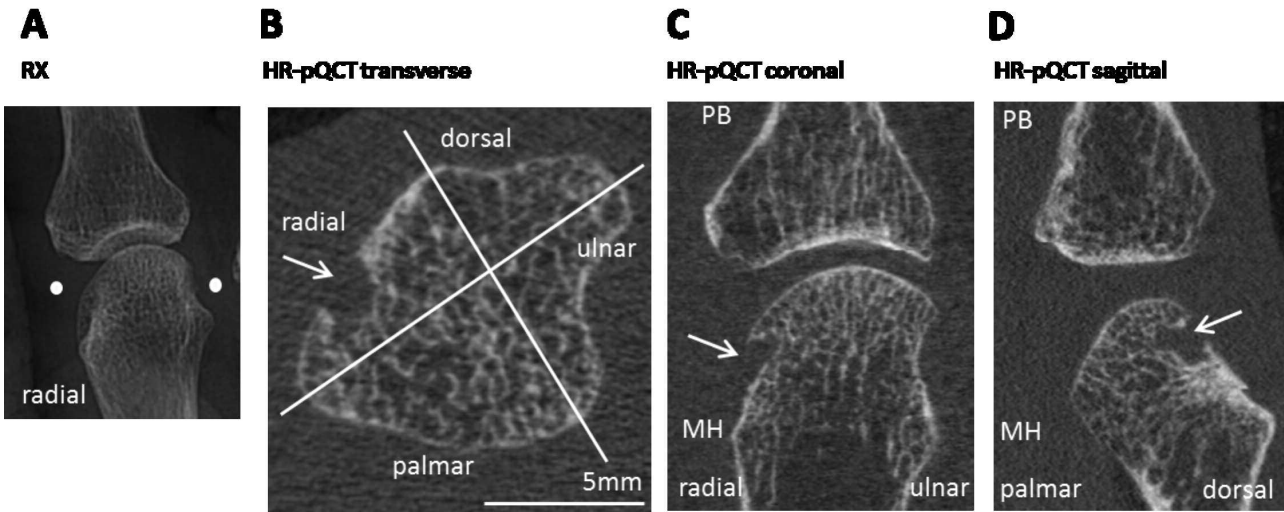 A
RX
radial
B
HR-pQCT transverse
dorsal
radial
ulnar
palmar
5mm
C
HR-pQCT coronal
PB
MH
radial
ulnar
D
HR-pQCT sagittal
PB
MH
palmar
dorsal